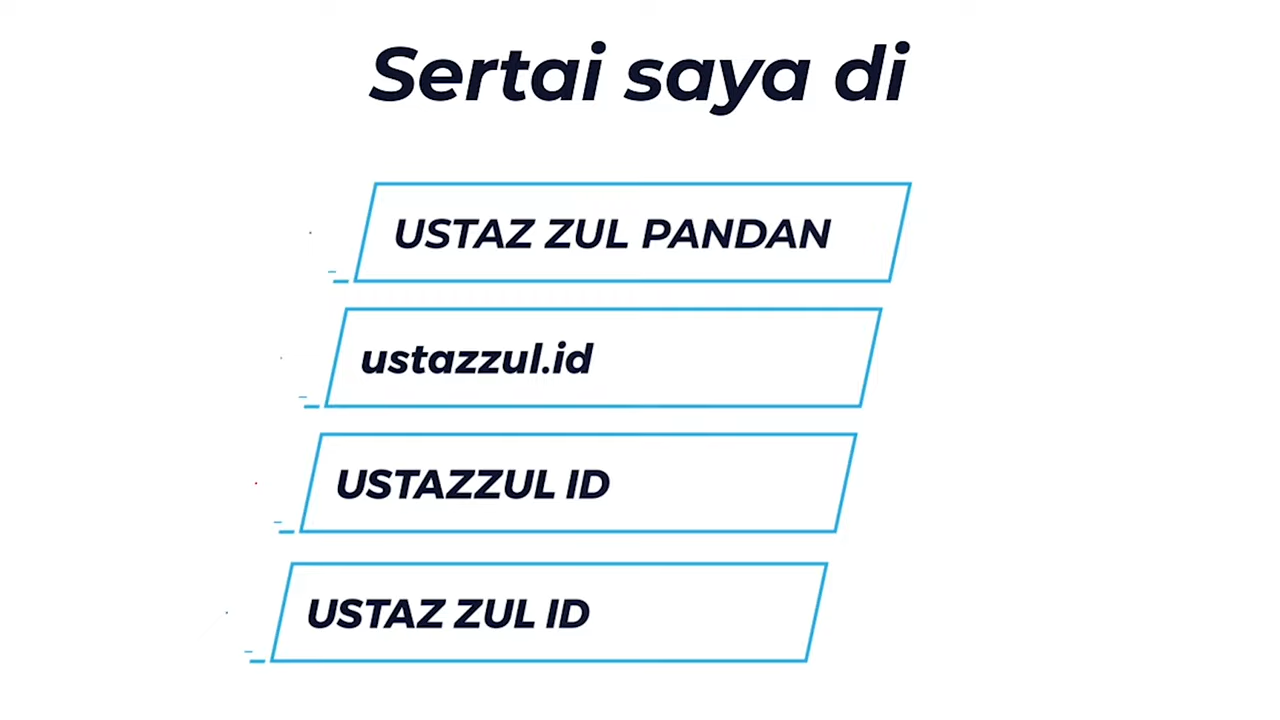 Sertai saya di
USTAZ ZUL PANDAN
ustazzul.id
USTAZZUL ID
USTAZ ZUL ID